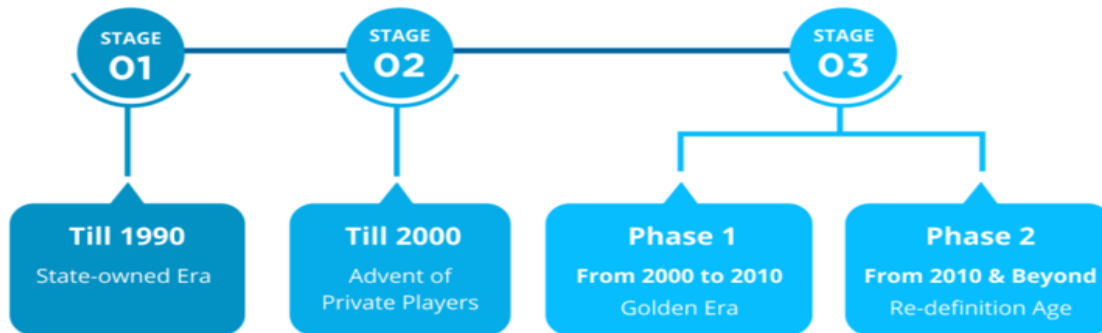 STAGE
01
STAGE
02
STAGE
03
Till 1990
State-owned Era
Till 2000
Advent of
Private Players
Phase 1
From 2000 to 2010
Golden Era
Phase 2
From 2010 & Beyond
Re-definition Age